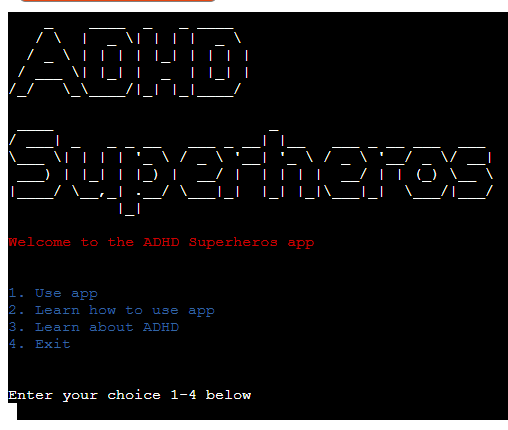 ADHD
Superheros
Welcome to the ADHD Superheros app
1. Use app
2. Learn how to use app
3. Learn about ADHD
4. Exit
Enter your choice 1-4 below